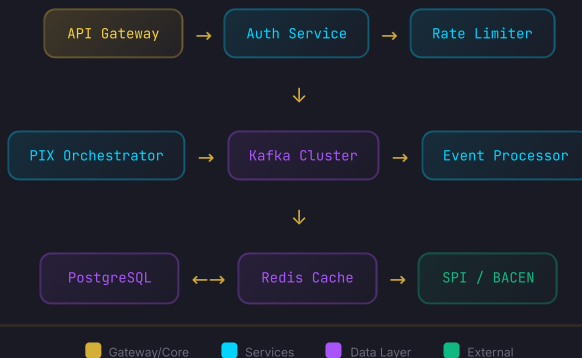 API Gateway → Auth Service → Rate Limiter
↓
PIX Orchestrator → Kafka Cluster → Event Processor
↓
PostgreSQL ←→ Redis Cache → SPI / BACEN
Gateway/Core Services Data Layer External